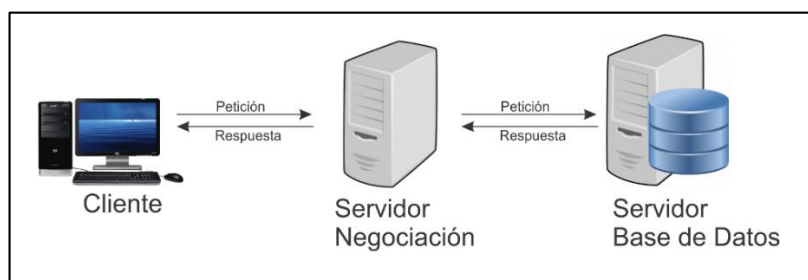 Petición
Respuesta
Petición
Respuesta
Cliente
Servidor
Negociación
Servidor
Base de Datos